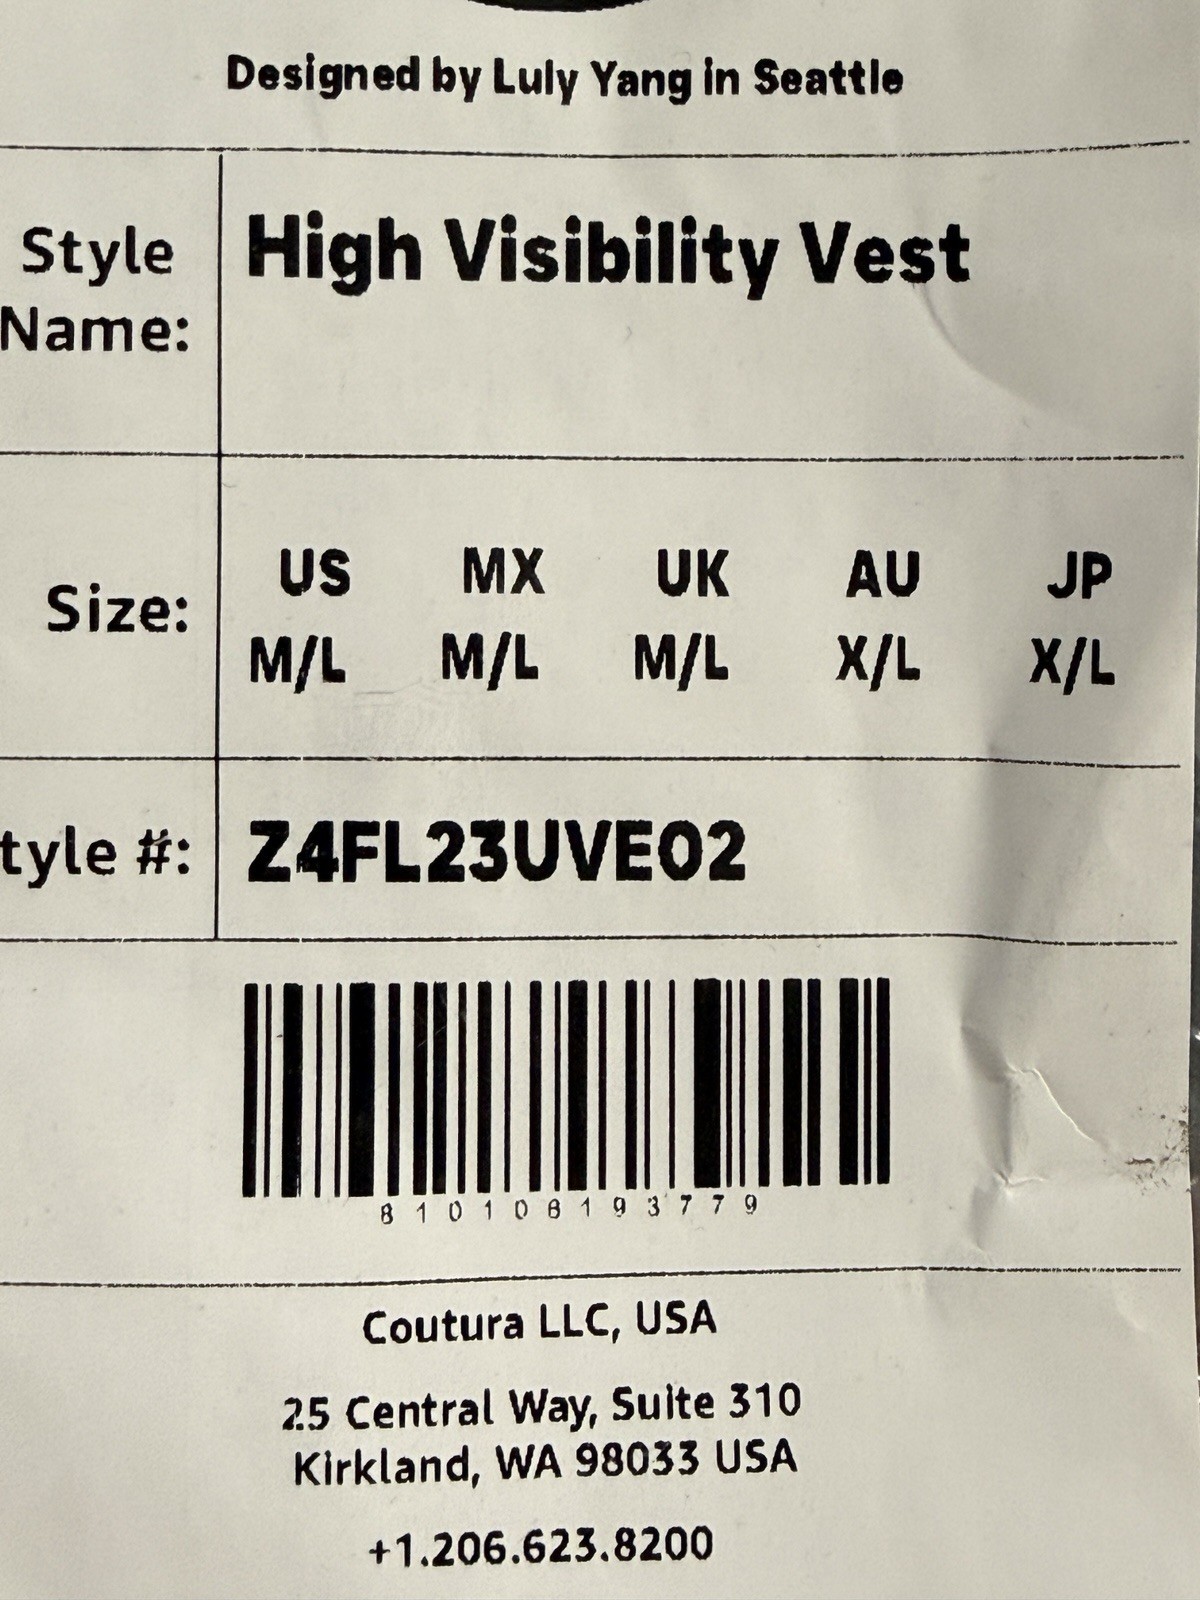 Designed by Luly Yang in Seattle
Style High Visibility Vest
Name:
US MX UK AU JP
Size:
M/L M/L M/L X/L X/L
tyle #: Z4FL23UVE02
810106193779
Coutura LLC, USA
25 Central Way, Suite 310
Kirkland, WA 98033 USA
+1.206.623.8200